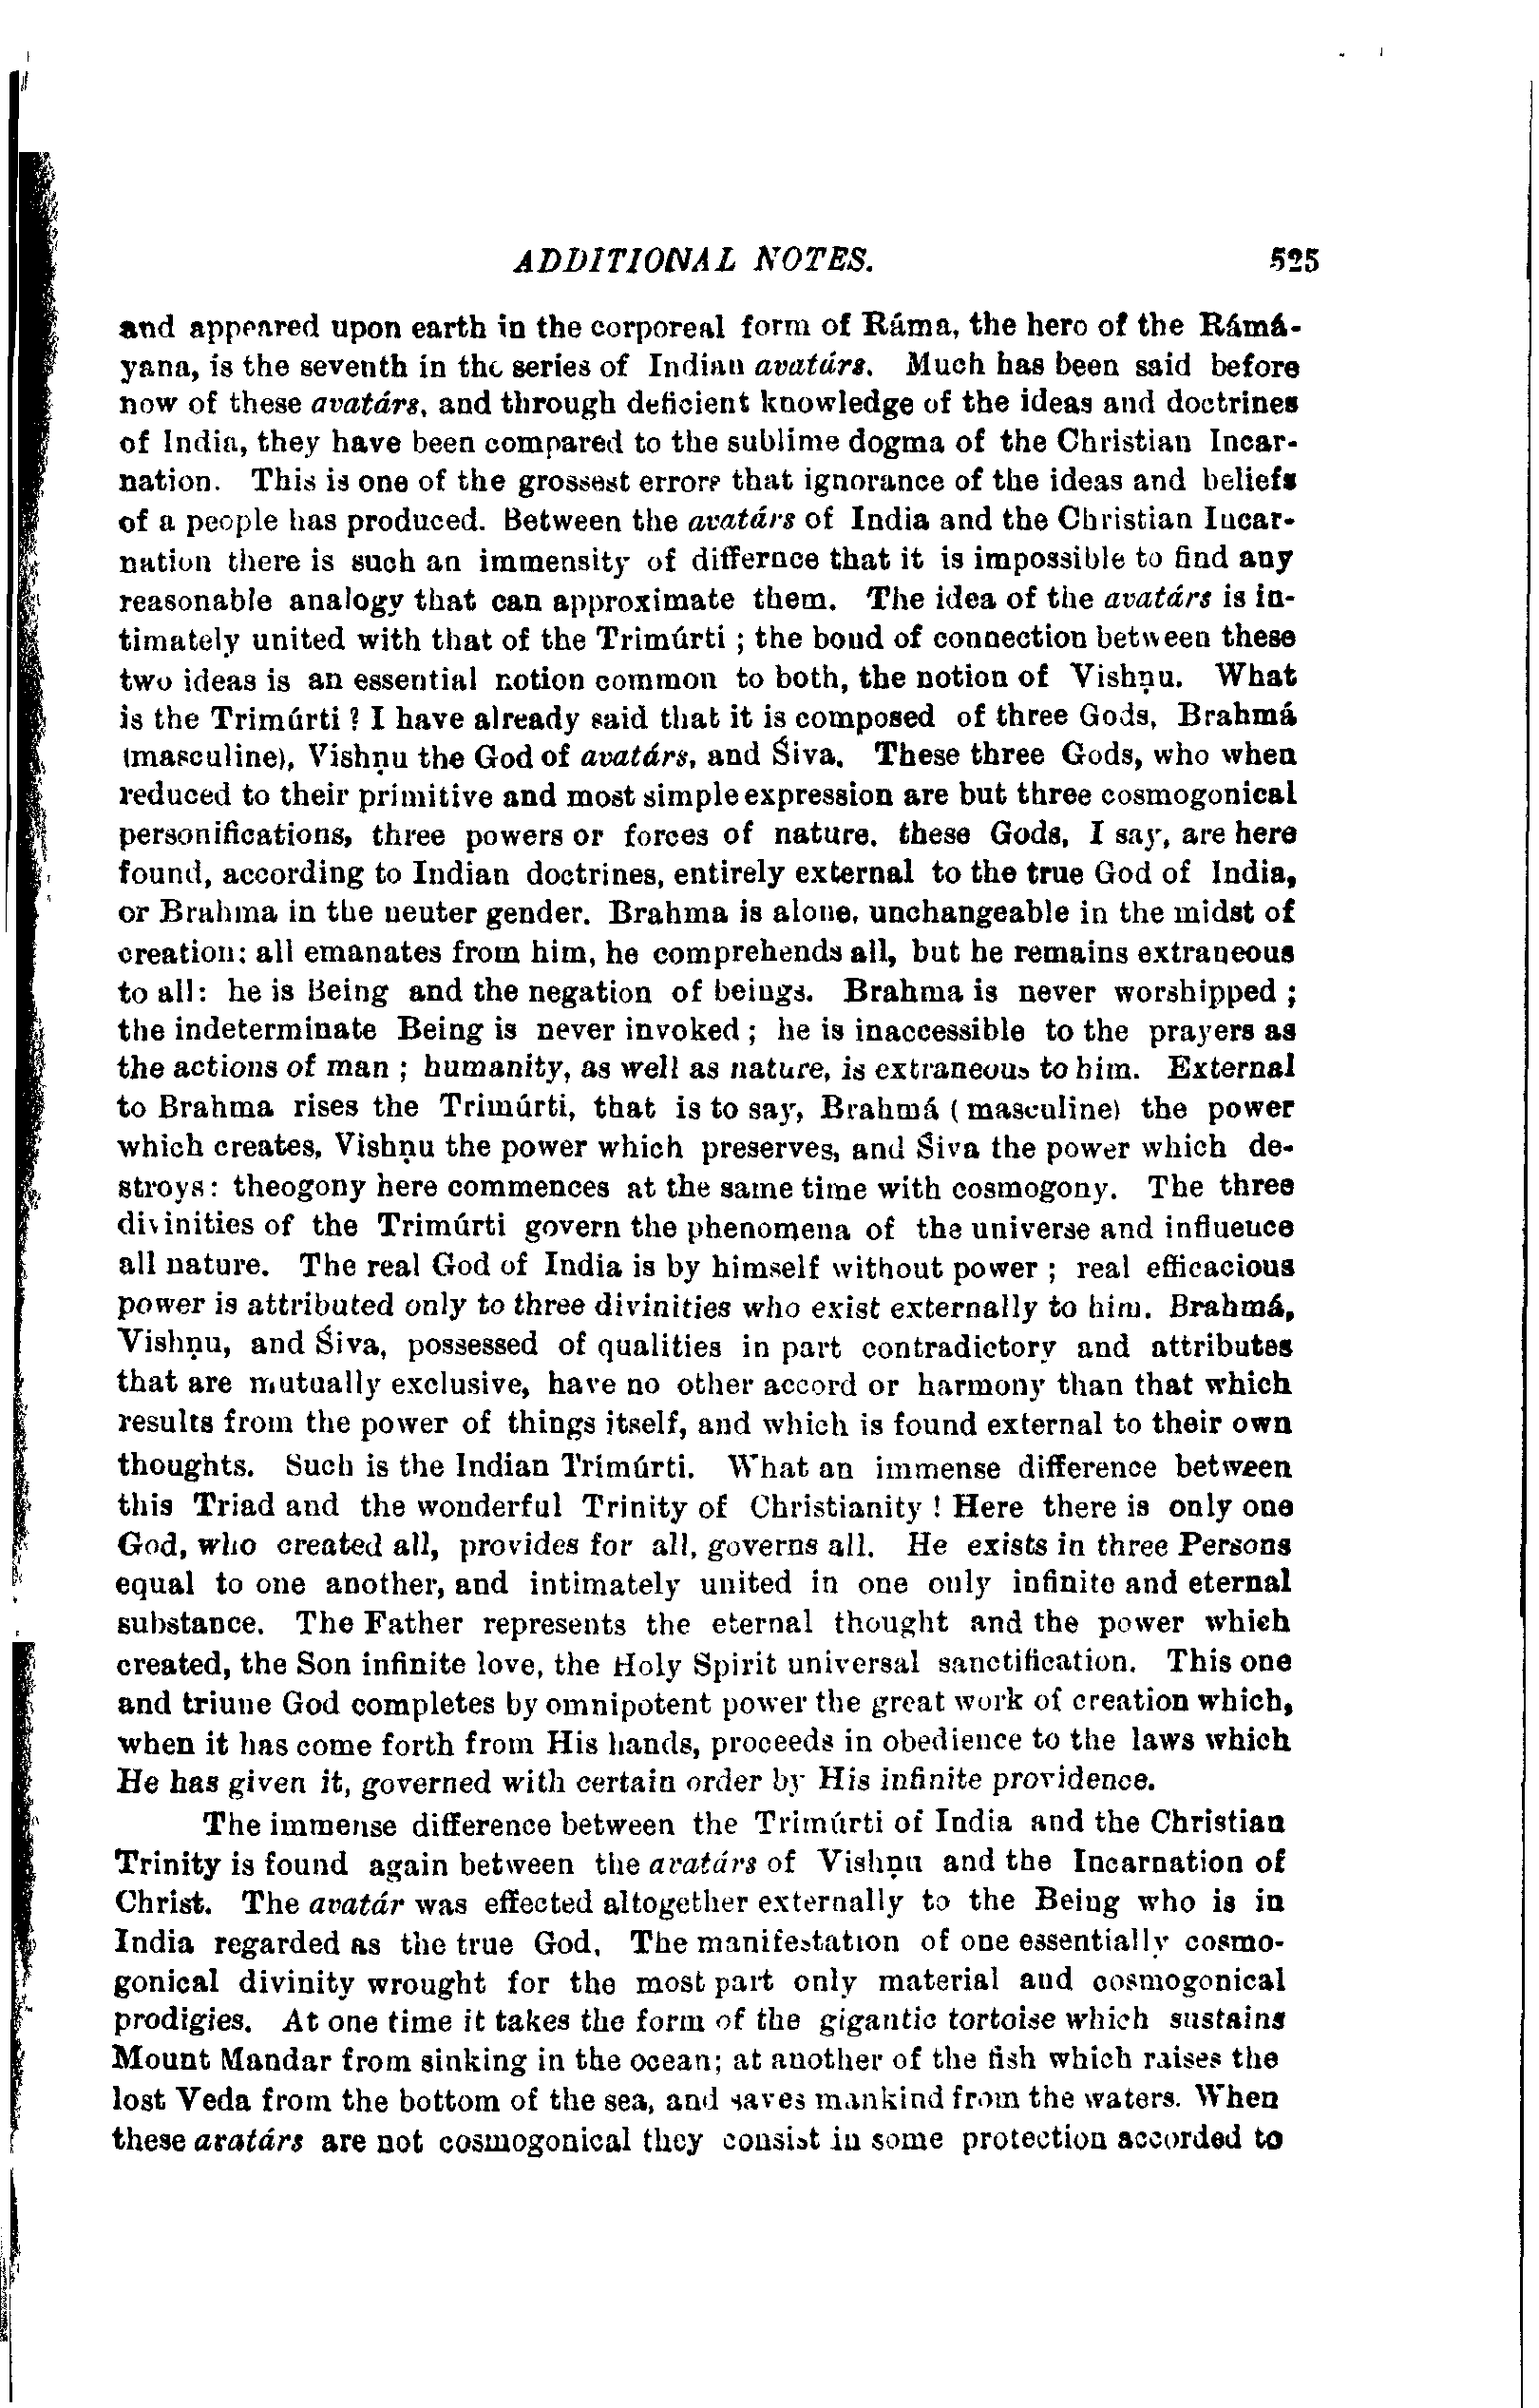 ADDITIONAL NOTES. 525
and appeared upon earth in the corporeal form of Ráma, the hero of the Rámá-
yana, is the seventh in the series of Indian avatárs. Much has been said before
now of these avatárs, and through deficient knowledge of the ideas and doctrines
of India, they have been compared to the sublime dogma of the Christian Incar-
nation. This is one of the grossest errors that ignorance of the ideas and beliefs
of a people has produced. Between the avatárs of India and the Christian Incar-
nation there is such an immensity of differnce that it is impossible to find any
reasonable analogy that can approximate them. The idea of the avatárs is in-
timately united with that of the Trimúrti ; the bond of connection between these
two ideas is an essential notion common to both, the notion of Vishṇu. What
is the Trimúrti ? I have already said that it is composed of three Gods, Brahmá
(masculine), Vishṇu the God of avatárs, and Śiva. These three Gods, who when
reduced to their primitive and most simple expression are but three cosmogonical
personifications, three powers or forces of nature. these Gods, I say, are here
found, according to Indian doctrines, entirely external to the true God of India,
or Brahma in the neuter gender. Brahma is alone, unchangeable in the midst of
creation: all emanates from him, he comprehends all, but he remains extraneous
to all: he is Being and the negation of beings. Brahma is never worshipped ;
the indeterminate Being is never invoked ; he is inaccessible to the prayers as
the actions of man ; humanity, as well as nature, is extraneous to him. External
to Brahma rises the Trimúrti, that is to say, Brahmá (masculine) the power
which creates, Vishṇu the power which preserves, and Śiva the power which de-
stroys: theogony here commences at the same time with cosmogony. The three
divinities of the Trimúrti govern the phenomena of the universe and influence
all nature. The real God of India is by himself without power ; real efficacious
power is attributed only to three divinities who exist externally to him. Brahmá,
Vishṇu, and Śiva, possessed of qualities in part contradictory and attributes
that are mutually exclusive, have no other accord or harmony than that which
results from the power of things itself, and which is found external to their own
thoughts. Such is the Indian Trimúrti. What an immense difference between
this Triad and the wonderful Trinity of Christianity ! Here there is only one
God, who created all, provides for all, governs all. He exists in three Persons
equal to one another, and intimately united in one only infinite and eternal
substance. The Father represents the eternal thought and the power which
created, the Son infinite love, the Holy Spirit universal sanctification. This one
and triune God completes by omnipotent power the great work of creation which,
when it has come forth from His hands, proceeds in obedience to the laws which
He has given it, governed with certain order by His infinite providence.
The immense difference between the Trimúrti of India and the Christian
Trinity is found again between the avatárs of Vishṇu and the Incarnation of
Christ. The avatár was effected altogether externally to the Being who is in
India regarded as the true God. The manifestation of one essentially cosmo-
gonical divinity wrought for the most part only material and cosmogonical
prodigies. At one time it takes the form of the gigantic tortoise which sustains
Mount Mandar from sinking in the ocean; at another of the fish which raises the
lost Veda from the bottom of the sea, and saves mankind from the waters. When
these avatárs are not cosmogonical they consist in some protection accorded to